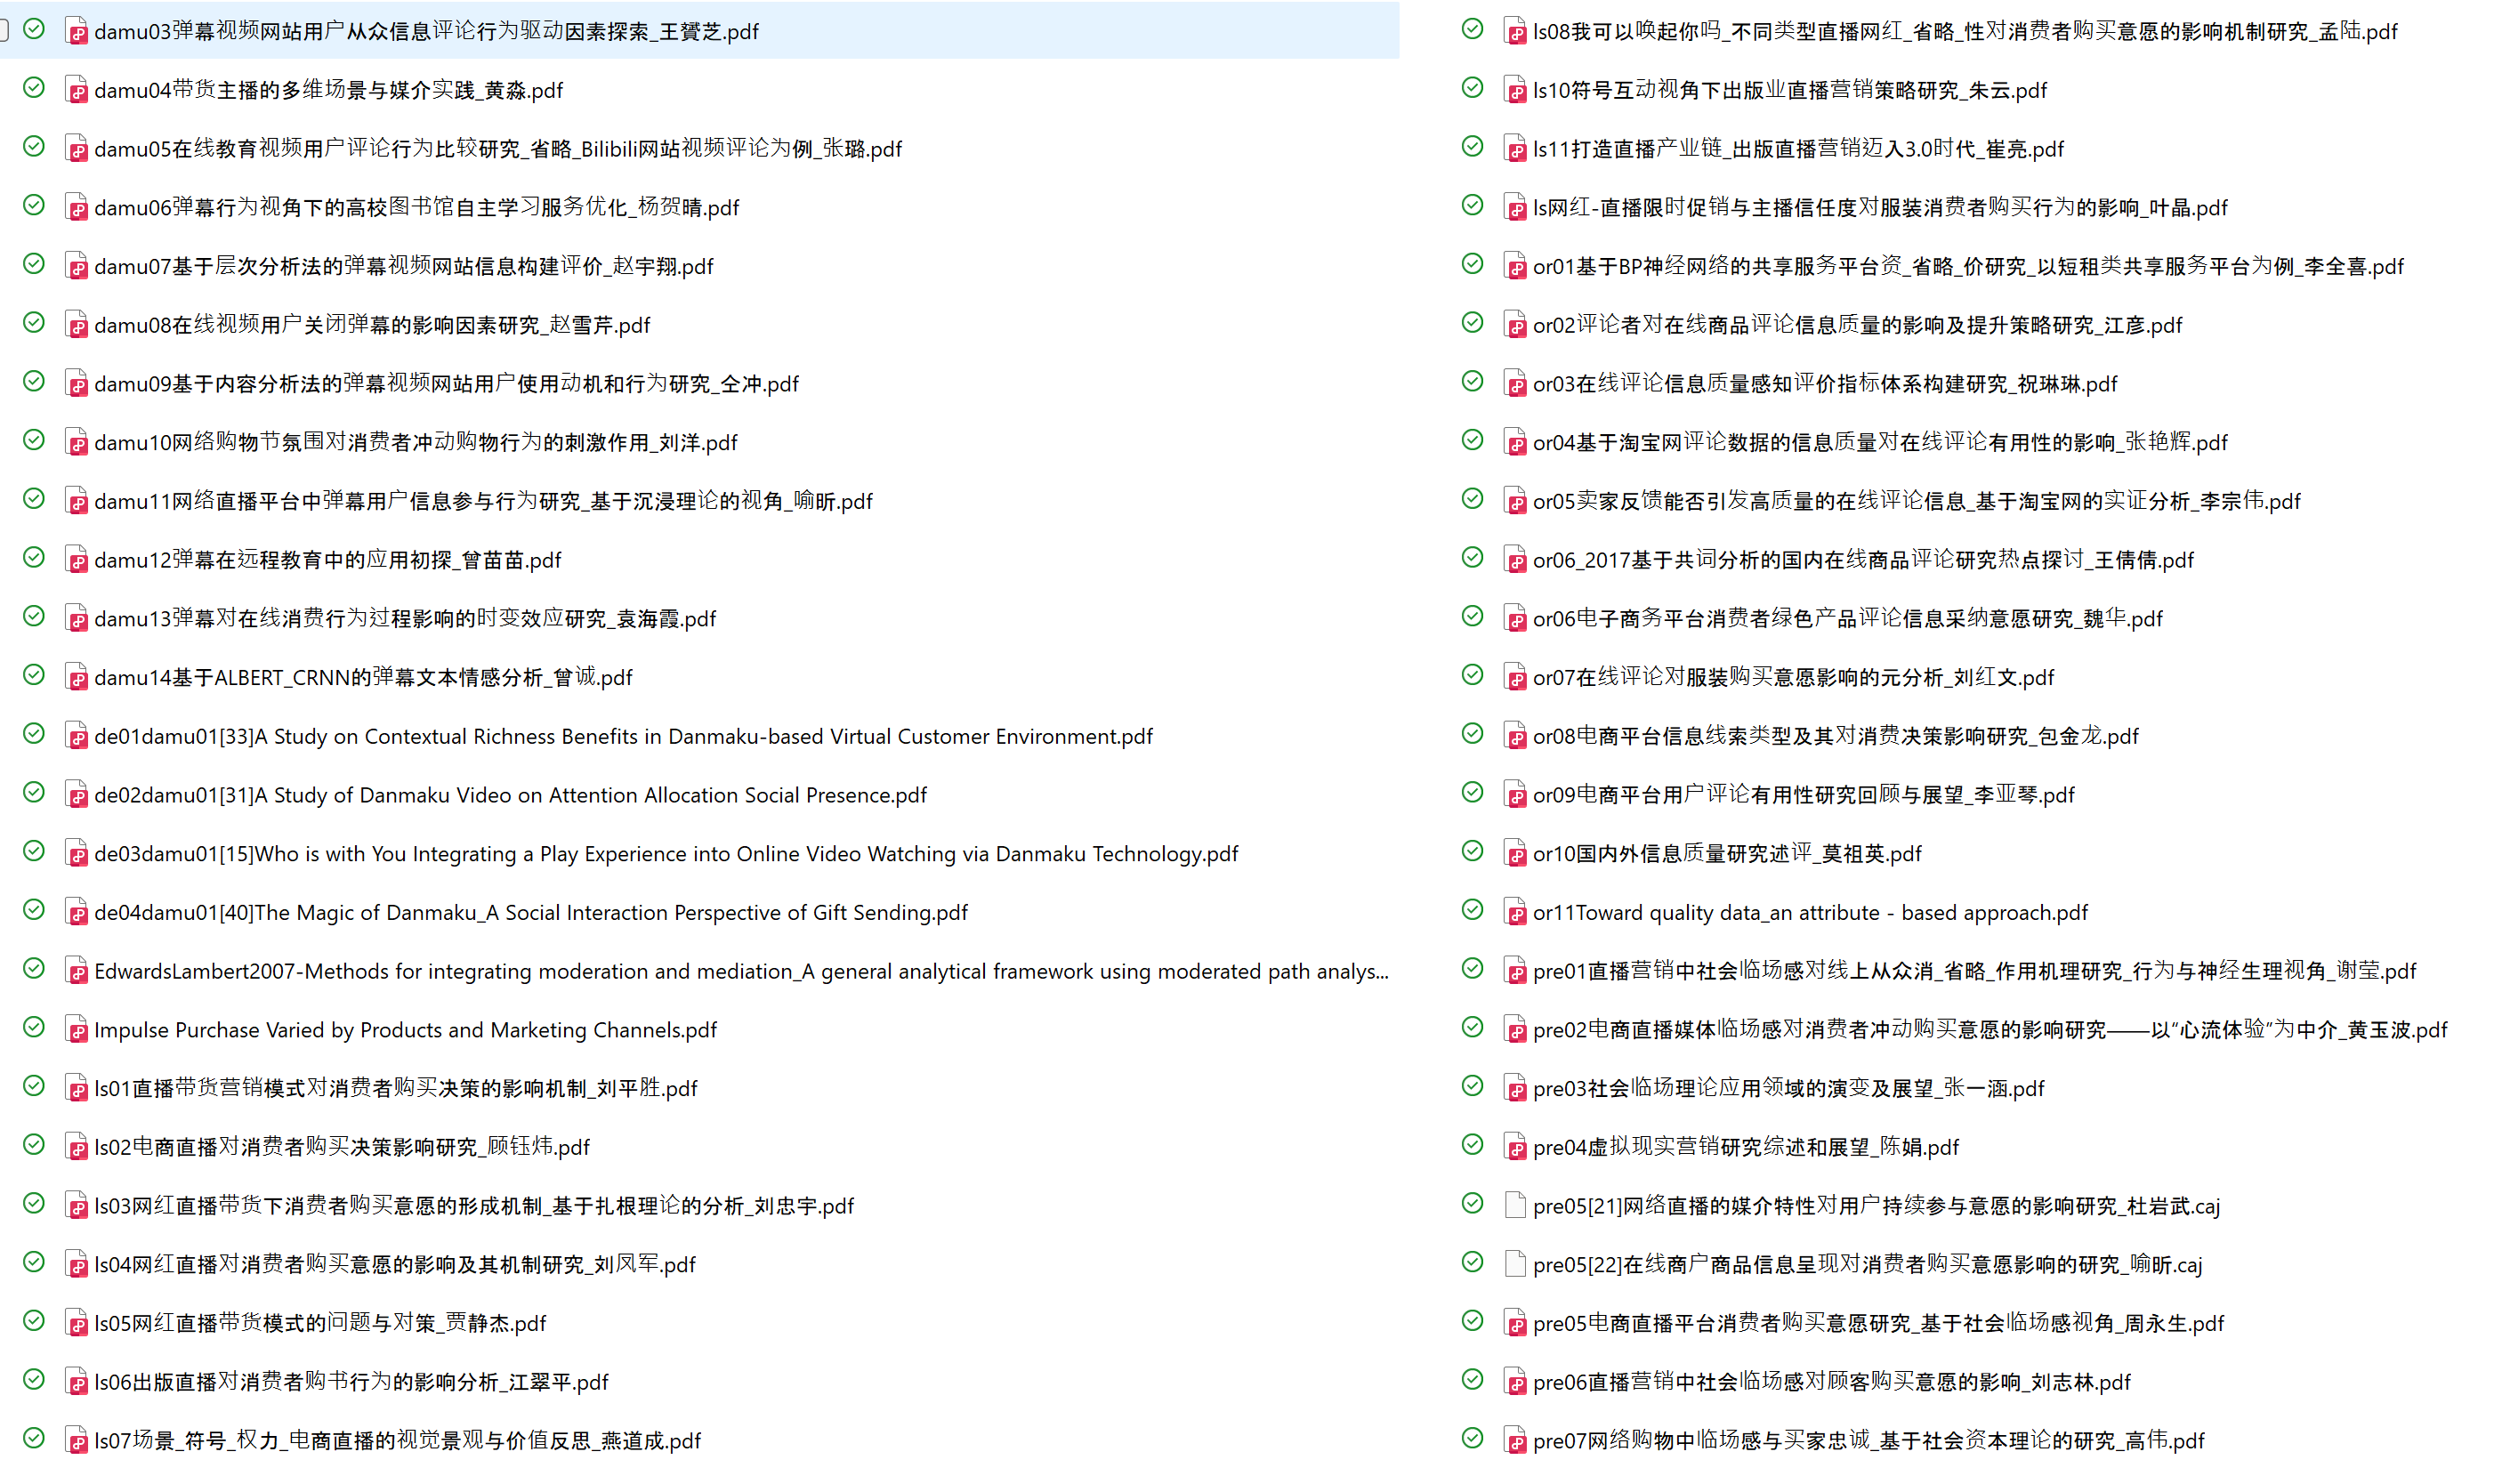 damu03弹幕视频网站用户从众信息评论行为驱动因素探索_王贇芝.pdf
damu04带货主播的多维场景与媒介实践_黄淼.pdf
damu05在线教育视频用户评论行为比较研究_省略_Bilibili网站视频评论为例_张璐.pdf
damu06弹幕行为视角下的高校图书馆自主学习服务优化_杨贺晴.pdf
damu07基于层次分析法的弹幕视频网站信息构建评价_赵宇翔.pdf
damu08在线视频用户关闭弹幕的影响因素研究_赵雪芹.pdf
damu09基于内容分析法的弹幕视频网站用户使用动机和行为研究_仝冲.pdf
damu10网络购物节氛围对消费者冲动购物行为的刺激作用_刘洋.pdf
damu11网络直播平台中弹幕用户信息参与行为研究_基于沉浸理论的视角_喻昕.pdf
damu12弹幕在远程教育中的应用初探_曾苗苗.pdf
damu13弹幕对在线消费行为过程影响的时变效应研究_袁海霞.pdf
damu14基于ALBERT_CRNN的弹幕文本情感分析_曾诚.pdf
de01damu01[33]A Study on Contextual Richness Benefits in Danmaku-based Virtual Customer Environment.pdf
de02damu01[31]A Study of Danmaku Video on Attention Allocation Social Presence.pdf
de03damu01[15]Who is with You Integrating a Play Experience into Online Video Watching via Danmaku Technology.pdf
de04damu01[40]The Magic of Danmaku_A Social Interaction Perspective of Gift Sending.pdf
EdwardsLambert2007-Methods for integrating moderation and mediation_A general analytical framework using moderated path analys...
Impulse Purchase Varied by Products and Marketing Channels.pdf
ls01直播带货营销模式对消费者购买决策的影响机制_刘平胜.pdf
ls02电商直播对消费者购买决策影响研究_顾钰炜.pdf
ls03网红直播带货下消费者购买意愿的形成机制_基于扎根理论的分析_刘忠宇.pdf
ls04网红直播对消费者购买意愿的影响及其机制研究_刘凤军.pdf
ls05网红直播带货模式的问题与对策_贾静杰.pdf
ls06出版直播对消费者购书行为的影响分析_江翠平.pdf
ls07场景_符号_权力_电商直播的视觉景观与价值反思_燕道成.pdf
ls08我可以唤起你吗_不同类型直播网红_省略_性对消费者购买意愿的影响机制研究_孟陆.pdf
ls10符号互动视角下出版业直播营销策略研究_朱云.pdf
ls11打造直播产业链_出版直播营销迈入3.0时代_崔亮.pdf
ls网红-直播限时促销与主播信任度对服装消费者购买行为的影响_叶晶.pdf
or01基于BP神经网络的共享服务平台资_省略_价研究_以短租类共享服务平台为例_李全喜.pdf
or02评论者对在线商品评论信息质量的影响及提升策略研究_江彦.pdf
or03在线评论信息质量感知评价指标体系构建研究_祝琳琳.pdf
or04基于淘宝网评论数据的信息质量对在线评论有用性的影响_张艳辉.pdf
or05卖家反馈能否引发高质量的在线评论信息_基于淘宝网的实证分析_李宗伟.pdf
or06_2017基于共词分析的国内在线商品评论研究热点探讨_王倩倩.pdf
or06电子商务平台消费者绿色产品评论信息采纳意愿研究_魏华.pdf
or07在线评论对服装购买意愿影响的元分析_刘红文.pdf
or08电商平台信息线索类型及其对消费决策影响研究_包金龙.pdf
or09电商平台用户评论有用性研究回顾与展望_李亚琴.pdf
or10国内外信息质量研究述评_莫祖英.pdf
or11Toward quality data_an attribute - based approach.pdf
pre01直播营销中社会临场感对线上从众消_省略_作用机理研究_行为与神经生理视角_谢莹.pdf
pre02电商直播媒体临场感对消费者冲动购买意愿的影响研究——以“心流体验”为中介_黄玉波.pdf
pre03社会临场理论应用领域的演变及展望_张一涵.pdf
pre04虚拟现实营销研究综述和展望_陈娟.pdf
pre05[21]网络直播的媒介特性对用户持续参与意愿的影响研究_杜岩武.caj
pre05[22]在线商户商品信息呈现对消费者购买意愿影响的研究_喻昕.caj
pre05电商直播平台消费者购买意愿研究_基于社会临场感视角_周永生.pdf
pre06直播营销中社会临场感对顾客购买意愿的影响_刘志林.pdf
pre07网络购物中临场感与买家忠诚_基于社会资本理论的研究_高伟.pdf